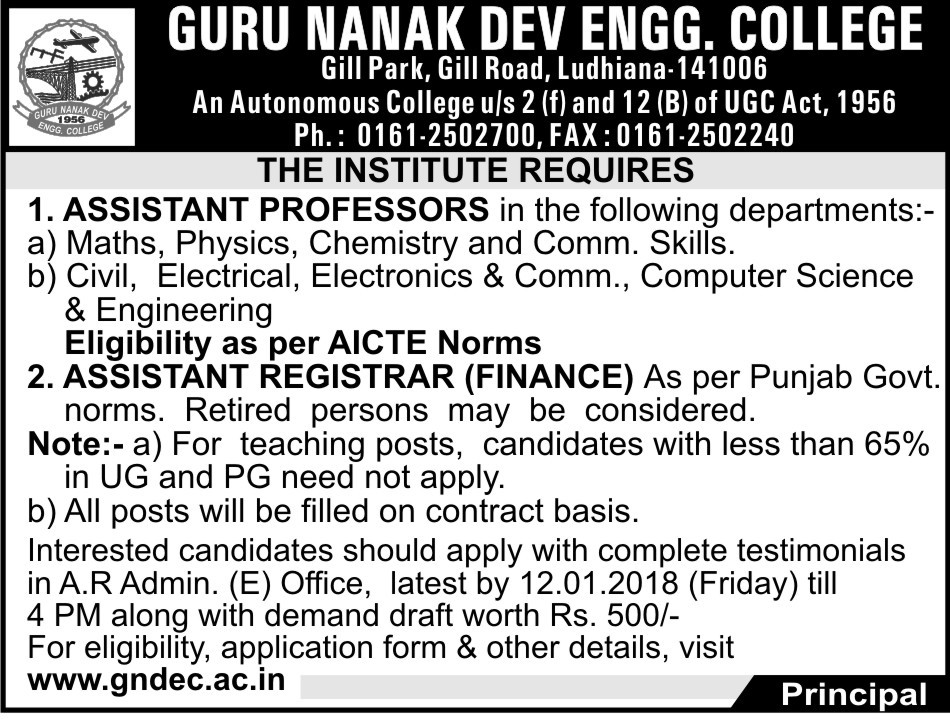 GURU NANAK DEV ENGG. COLLEGE
Gill Park, Gill Road, Ludhiana-141006
An Autonomous College u/s 2 (f) and 12 (B) of UGC Act, 1956
Ph. : 0161-2502700, FAX : 0161-2502240
GURU NANAK DEV
1956
ENGG. COLLEGE
THE INSTITUTE REQUIRES
1. ASSISTANT PROFESSORS in the following departments:-
a) Maths, Physics, Chemistry and Comm. Skills.
b) Civil, Electrical, Electronics & Comm., Computer Science
& Engineering
Eligibility as per AICTE Norms
2. ASSISTANT REGISTRAR (FINANCE) As per Punjab Govt.
norms. Retired persons may be considered.
Note:- a) For teaching posts, candidates with less than 65%
in UG and PG need not apply.
b) All posts will be filled on contract basis.
Interested candidates should apply with complete testimonials
in A.R Admin. (E) Office, latest by 12.01.2018 (Friday) till
4 PM along with demand draft worth Rs. 500/-
For eligibility, application form & other details, visit
www.gndec.ac.in
Principal